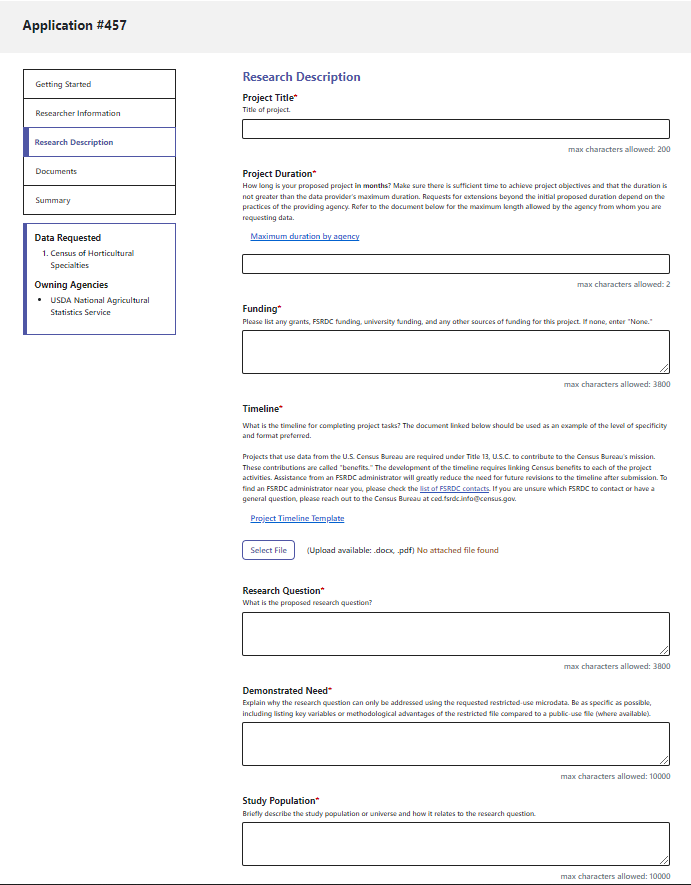 Application #457
Getting Started
Researcher Information
Research Description
Documents
Summary
Data Requested
1. Census of Horticultural
Specialties
Owning Agencies
• USDA National Agricultural
Statistics Service
Research Description
Project Title*
Title of project.
max characters allowed: 200
Project Duration*
How long is your proposed project in months? Make sure there is sufficient time to achieve project objectives and that the duration is
not greater than the data provider's maximum duration. Requests for extensions beyond the initial proposed duration depend on the
practices of the providing agency. Refer to the document below for the maximum length allowed by the agency from whom you are
requesting data.
Maximum duration by agency
max characters allowed: 2
Funding*
Please list any grants, FSRDC funding, university funding, and any other sources of funding for this project. If none, enter "None."
max characters allowed: 3800
Timeline*
What is the timeline for completing project tasks? The document linked below should be used as an example of the level of specificity
and format preferred.
Projects that use data from the U.S. Census Bureau are required under Title 13, U.S.C. to contribute to the Census Bureau's mission.
These contributions are called "benefits." The development of the timeline requires linking Census benefits to each of the project
activities. Assistance from an FSRDC administrator will greatly reduce the need for future revisions to the timeline after submission. To
find an FSRDC administrator near you, please check the list of FSRDC contacts. If you are unsure which FSRDC to contact or have a
general question, please reach out to the Census Bureau at ced.fsrdc.info@census.gov.
Project Timeline Template
Select File (Upload available: .docx, .pdf) No attached file found
Research Question*
What is the proposed research question?
max characters allowed: 3800
Demonstrated Need*
Explain why the research question can only be addressed using the requested restricted-use microdata. Be as specific as possible,
including listing key variables or methodological advantages of the restricted file compared to a public-use file (where available).
max characters allowed: 10000
Study Population*
Briefly describe the study population or universe and how it relates to the research question.
max characters allowed: 10000